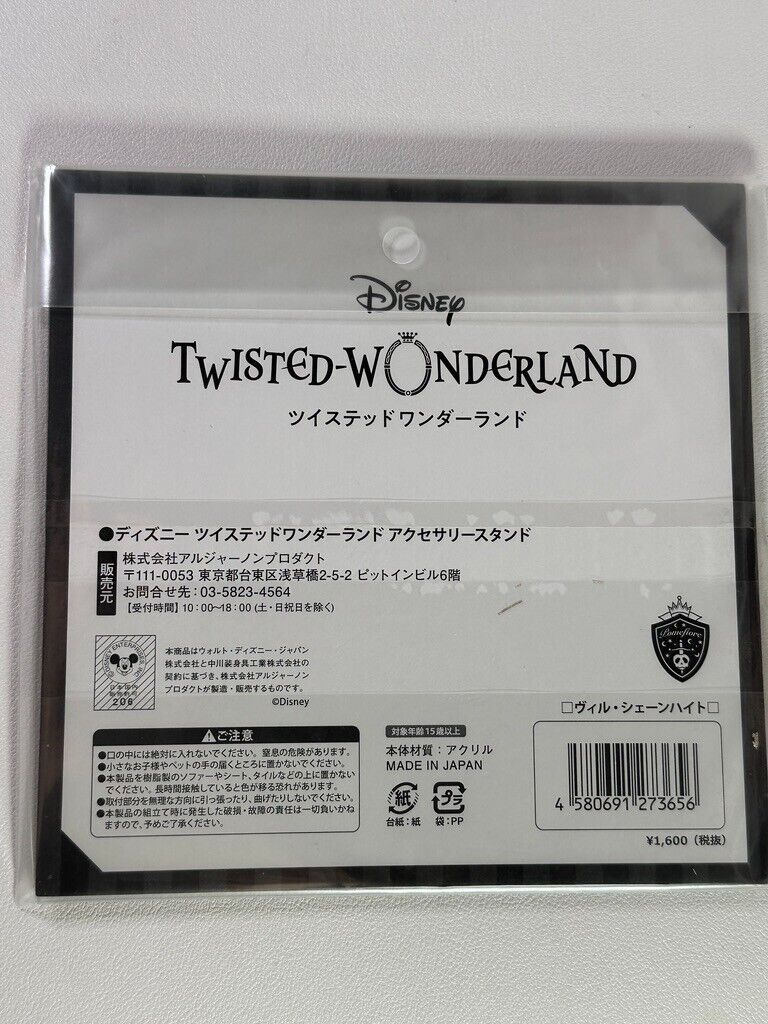 Disney
TWISTED-WONDERLAND
ツイステッドワンダーランド
●ディズニー ツイステッドワンダーランド アクセサリースタンド
販売元
株式会社アルジャーノンプロダクト
〒111-0053 東京都台東区浅草橋2-5-2 ピットインビル6階
お問合せ先：03-5823-4564
【受付時間】10：00〜18：00 (土・日祝日を除く)
Pomefiore
©DISNEY ENTERPRISES INC.
日本国内
販売許可
206
本商品はウォルト・ディズニー・ジャパン
株式会社と中川装身具工業株式会社の
契約に基づき、株式会社アルジャーノン
プロダクトが製造・販売するものです。
©Disney
□ヴィル・シェーンハイト□
⚠ご注意
●口の中には絶対に入れないでください。窒息の危険があります。
●小さなお子様やペットの手の届くところに置かないでください。
●本製品を樹脂製のソファーやシート、タイルなどの上に置かない
でください。長時間接触していると色が移る恐れがあります。
●取付部分を無理な方向に引っ張ったり、曲げたりしないでください。
●本製品の組立て時に発生した破損・故障の責任は一切負いかね
ますので、予めご了承ください。
対象年齢15歳以上
本体材質：アクリル
MADE IN JAPAN
紙 プラ
台紙：紙 袋：PP
4 580691 273656
¥1,600（税抜）